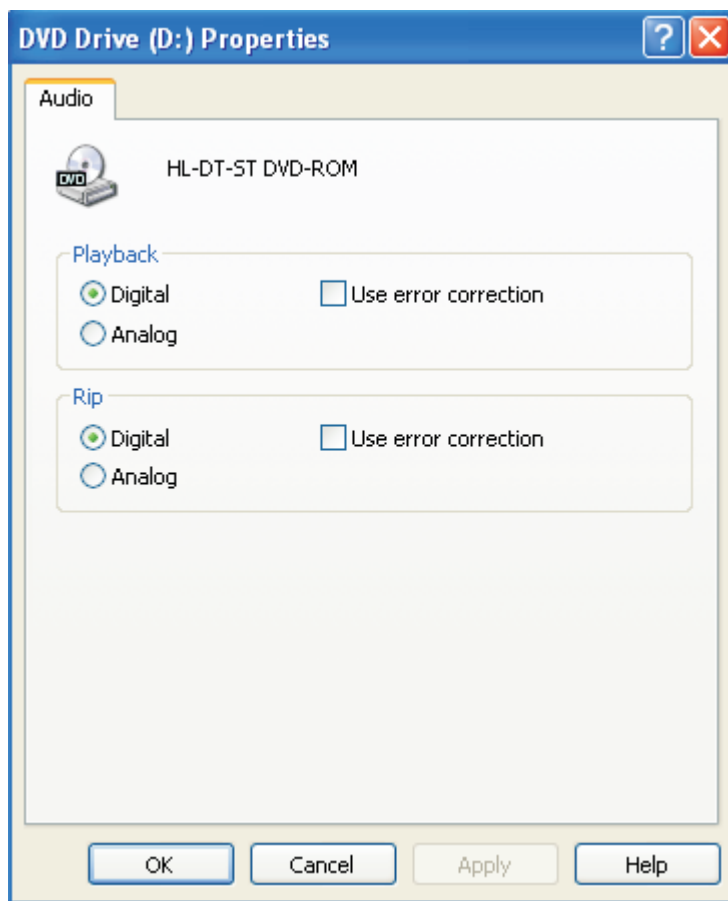 DVD Drive (D:) Properties
Audio
DVD
HL-DT-ST DVD-ROM
Playback
Digital
Use error correction
Analog
Rip
Digital
Use error correction
Analog
OK
Cancel
Apply
Help